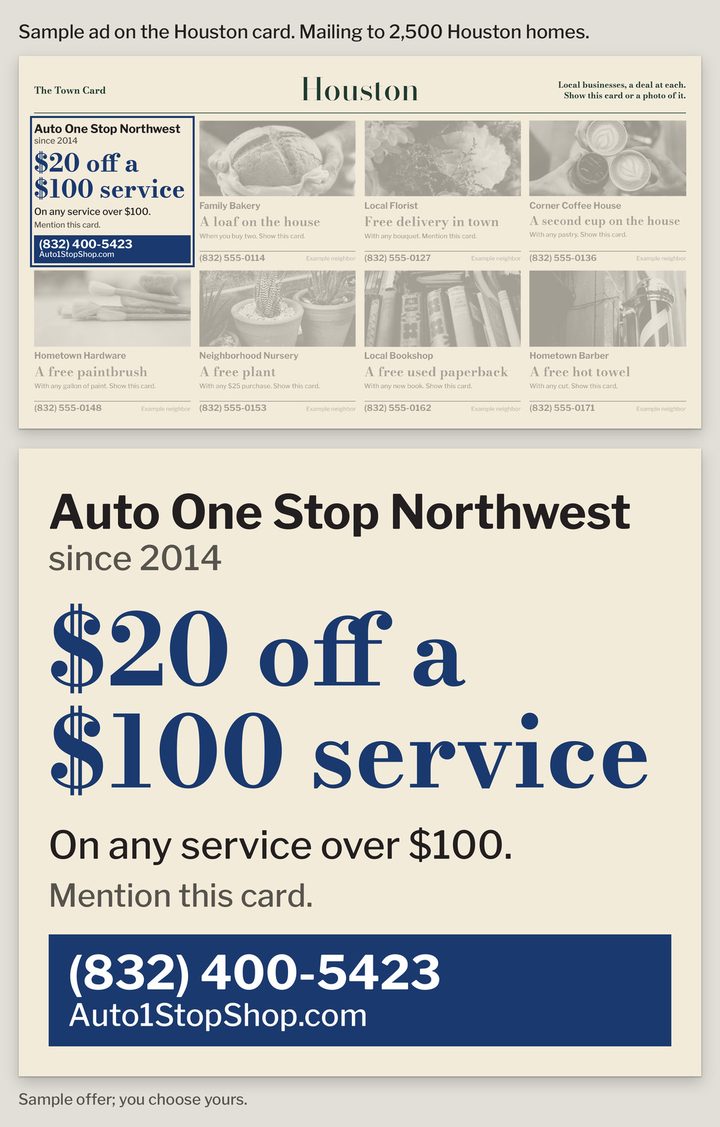 Sample ad on the Houston card. Mailing to 2,500 Houston homes.
The Town Card
Houston
Local businesses, a deal at each.
Show this card or a photo of it.
Auto One Stop Northwest
since 2014
$20 off a
$100 service
On any service over $100.
Mention this card.
(832) 400-5423
Auto1StopShop.com
Family Bakery
A loaf on the house
When you buy two. Show this card.
(832) 555-0114
Example neighbor
Local Florist
Free delivery in town
With any bouquet. Mention this card.
(832) 555-0127
Example neighbor
Corner Coffee House
A second cup on the house
With any pastry. Show this card.
(832) 555-0136
Example neighbor
Hometown Hardware
A free paintbrush
With any gallon of paint. Show this card.
(832) 555-0148
Example neighbor
Neighborhood Nursery
A free plant
With any $25 purchase. Show this card.
(832) 555-0153
Example neighbor
Local Bookshop
A free used paperback
With any new book. Show this card.
(832) 555-0162
Example neighbor
Hometown Barber
A free hot towel
With any cut. Show this card.
(832) 555-0171
Example neighbor
Auto One Stop Northwest
since 2014
$20 off a
$100 service
On any service over $100.
Mention this card.
(832) 400-5423
Auto1StopShop.com
Sample offer; you choose yours.